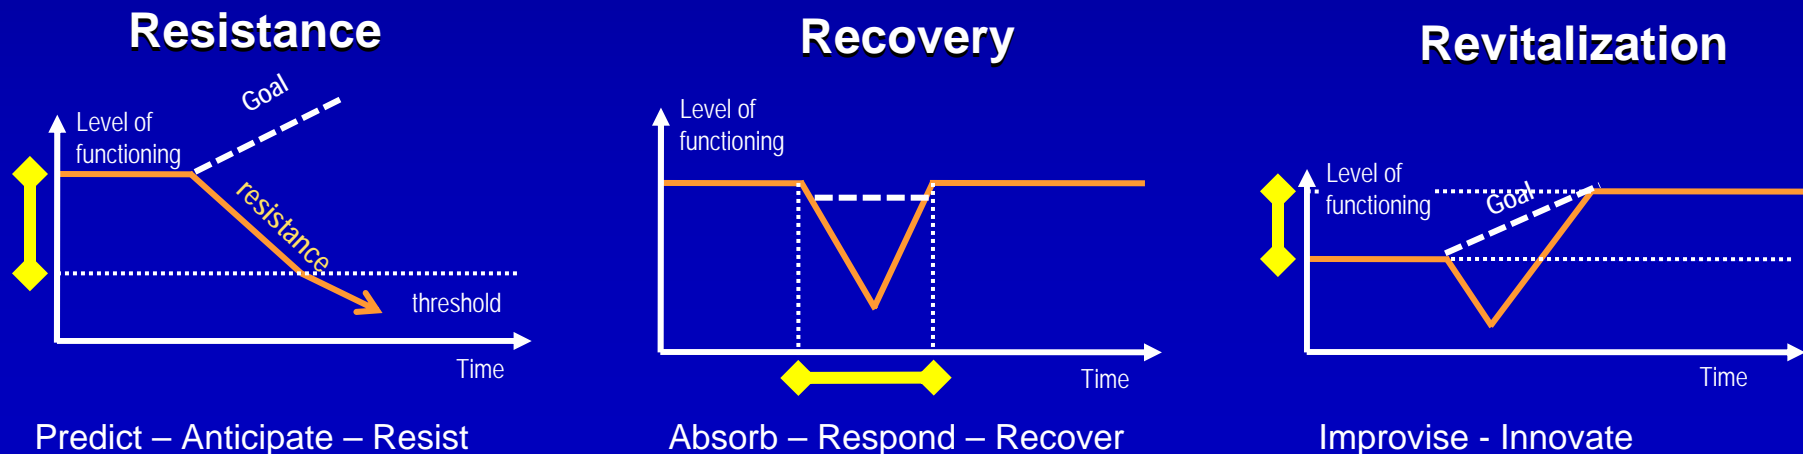 Resistance
Goal
Level of
functioning
resistance
threshold
Time
Predict – Anticipate – Resist
Recovery
Level of
functioning
Time
Absorb – Respond – Recover
Revitalization
Level of
functioning
Goal
Time
Improvise - Innovate